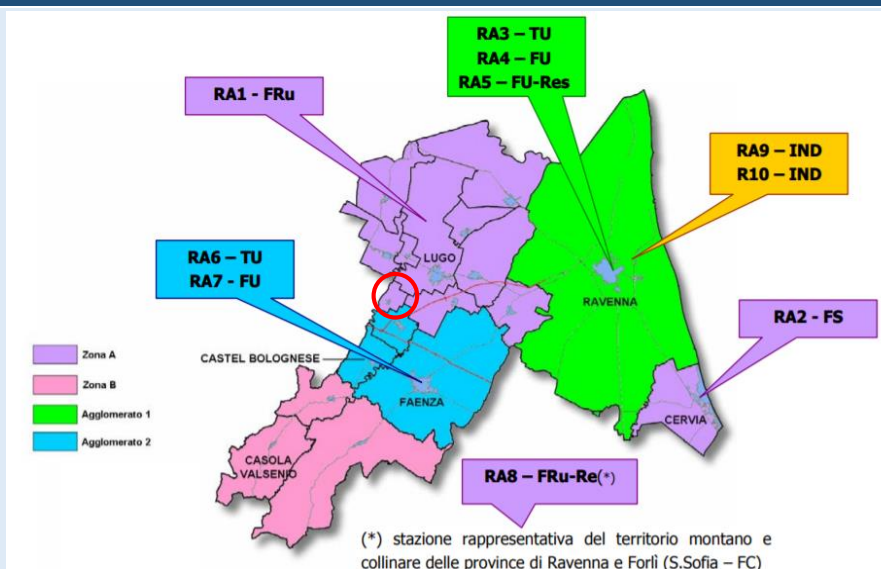 RA3 – TU
RA4 – FU
RA5 – FU-Res
RA1 - FRu
RA9 – IND
R10 – IND
RA6 – TU
RA7 - FU
LUGO
RAVENNA
RA2 - FS
Zona A
Zona B
Agglomerato 1
Agglomerato 2
CASTEL BOLOGNESE
FAENZA
CERVIA
CASOLA
VALSENIO
RA8 – FRu-Re(*)
(*) stazione rappresentativa del territorio montano e
collinare delle province di Ravenna e Forlì (S.Sofia – FC)